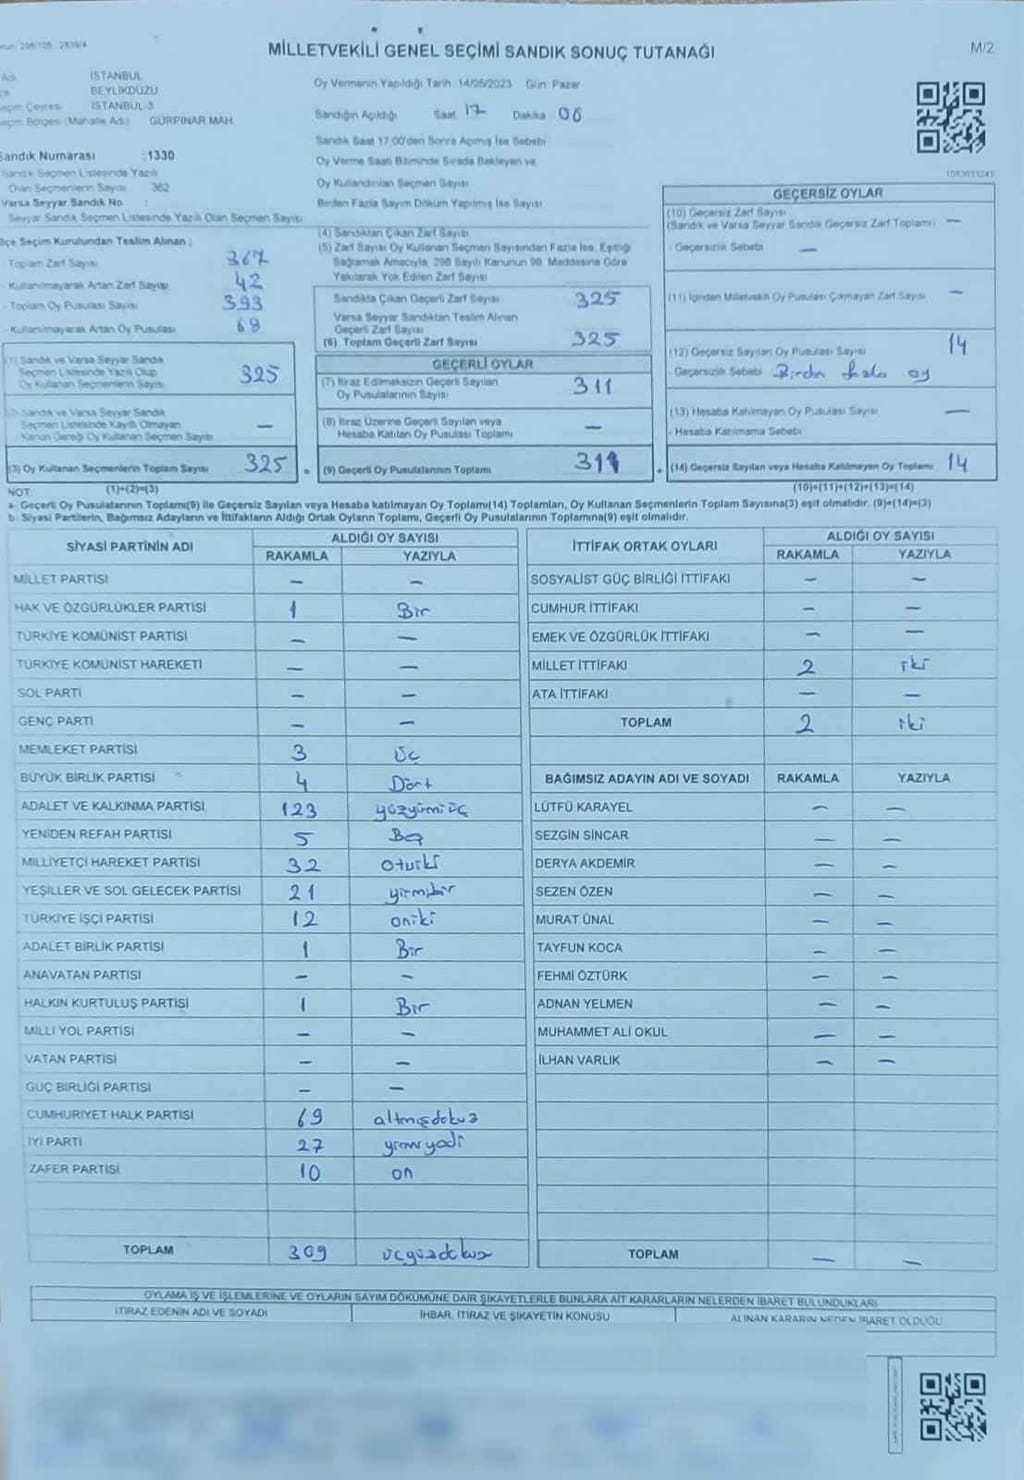 MİLLETVEKİLİ GENEL SEÇİMİ SANDIK SONUÇ TUTANAĞI
M/2
İSTANBUL
BEYLİKDÜZÜ
İSTANBUL-3
GÜRPINAR MAH.
Oy Vermenin Yapıldığı Tarih 14/05/2023 Gün Pazar
Sandığın Açıldığı Saat 17 Dakika 06
Sandık Saat 17.00'den Sonra Açılmış İse Sebebi
Oy Verme Saati Bitiminde Sırada Bekleyen ve
Oy Kullandırılan Seçmen Sayısı
Birden Fazla Sayım Döküm Yapılmış İse Sayısı
Sandık Numarası :1330
Sandık Seçmen Listesinde Yazılı
Olan Seçmenlerin Sayısı 362
Varsa Seyyar Sandık No :
Seyyar Sandık Seçmen Listesinde Yazılı Olan Seçmen Sayısı
İlçe Seçim Kurulundan Teslim Alınan ;
Toplam Zarf Sayısı 367
- Kullanılmayarak Artan Zarf Sayısı 42
- Toplam Oy Pusulası Sayısı 393
- Kullanılmayarak Artan Oy Pusulası 68
(1) Sandık ve Varsa Seyyar Sandık
Seçmen Listesinde Yazılı Olup
Oy Kullanan Seçmenlerin Sayısı 325
(2) Sandık ve Varsa Seyyar Sandık
Seçmen Listesinde Kayıtlı Olmayan
Kanun Gereği Oy Kullanan Seçmen Sayısı —
(3) Oy Kullanan Seçmenlerin Toplam Sayısı 325
(1)+(2)=(3)
(4) Sandıktan Çıkan Zarf Sayısı
(5) Zarf Sayısı Oy Kullanan Seçmen Sayısından Fazla İse, Eşitliği
Sağlamak Amacıyla, 298 Sayılı Kanunun 98. Maddesine Göre
Yakılarak Yok Edilen Zarf Sayısı
Sandıkta Çıkan Geçerli Zarf Sayısı 325
Varsa Seyyar Sandıktan Teslim Alınan
Geçerli Zarf Sayısı
(6) Toplam Geçerli Zarf Sayısı 325
GEÇERLİ OYLAR
(7) İtiraz Edilmeksizin Geçerli Sayılan
Oy Pusulalarının Sayısı 311
(8) İtiraz Üzerine Geçerli Sayılan veya
Hesaba Katılan Oy Pusulası Toplamı —
(9) Geçerli Oy Pusulalarının Toplamı 311
GEÇERSİZ OYLAR
(10) Geçersiz Zarf Sayısı
(Sandık ve Varsa Seyyar Sandık Geçersiz Zarf Toplamı) —
- Geçersizlik Sebebi —
(11) İçinden Milletvekili Oy Pusulası Çıkmayan Zarf Sayısı —
(12) Geçersiz Sayılan Oy Pusulası Sayısı 14
- Geçersizlik Sebebi Birden fazla oy
(13) Hesaba Katılmayan Oy Pusulası Sayısı —
- Hesaba Katılmama Sebebi
(14) Geçersiz Sayılan veya Hesaba Katılmayan Oy Toplamı 14
(10)+(11)+(12)+(13)=(14)
NOT
a- Geçerli Oy Pusulalarının Toplamı(9) ile Geçersiz Sayılan veya Hesaba katılmayan Oy Toplamı(14) Toplamları, Oy Kullanan Seçmenlerin Toplam Sayısına(3) eşit olmalıdır. (9)+(14)=(3)
b- Siyasi Partilerin, Bağımsız Adayların ve İttifakların Aldığı Ortak Oyların Toplamı, Geçerli Oy Pusulalarının Toplamına(9) eşit olmalıdır.
SİYASİ PARTİNİN ADI ALDIĞI OY SAYISI
RAKAMLA YAZIYLA
MİLLET PARTİSİ — —
HAK VE ÖZGÜRLÜKLER PARTİSİ 1 Bir
TÜRKİYE KOMÜNİST PARTİSİ — —
TÜRKİYE KOMÜNİST HAREKETİ — —
SOL PARTİ — —
GENÇ PARTİ — —
MEMLEKET PARTİSİ 3 Üç
BÜYÜK BİRLİK PARTİSİ 4 Dört
ADALET VE KALKINMA PARTİSİ 123 yüzyirmiüç
YENİDEN REFAH PARTİSİ 5 Beş
MİLLİYETÇİ HAREKET PARTİSİ 32 otuziki
YEŞİLLER VE SOL GELECEK PARTİSİ 21 yirmibir
TÜRKİYE İŞÇİ PARTİSİ 12 oniki
ADALET BİRLİK PARTİSİ 1 Bir
ANAVATAN PARTİSİ — —
HALKIN KURTULUŞ PARTİSİ 1 Bir
MİLLİ YOL PARTİSİ — —
VATAN PARTİSİ — —
GÜÇ BİRLİĞİ PARTİSİ — —
CUMHURİYET HALK PARTİSİ 69 altmışdokuz
İYİ PARTİ 27 yirmiyedi
ZAFER PARTİSİ 10 on
TOPLAM 309 üçyüzdokuz
İTTİFAK ORTAK OYLARI ALDIĞI OY SAYISI
RAKAMLA YAZIYLA
SOSYALİST GÜÇ BİRLİĞİ İTTİFAKI — —
CUMHUR İTTİFAKI — —
EMEK VE ÖZGÜRLÜK İTTİFAKI — —
MİLLET İTTİFAKI 2 iki
ATA İTTİFAKI — —
TOPLAM 2 iki
BAĞIMSIZ ADAYIN ADI VE SOYADI RAKAMLA YAZIYLA
LÜTFÜ KARAYEL — —
SEZGİN SİNCAR — —
DERYA AKDEMİR — —
SEZEN ÖZEN — —
MURAT ÜNAL — —
TAYFUN KOCA — —
FEHMİ ÖZTÜRK — —
ADNAN YELMEN — —
MUHAMMET ALİ OKUL — —
İLHAN VARLIK — —
TOPLAM — —
OYLAMA İŞ VE İŞLEMLERİNE VE OYLARIN SAYIM DÖKÜMÜNE DAİR ŞİKAYETLERLE BUNLARA AİT KARARLARIN NELERDEN İBARET BULUNDUKLARI
İTİRAZ EDENİN ADI VE SOYADI
İHBAR, İTİRAZ VE ŞİKAYETİN KONUSU
ALINAN KARARIN NEDEN İBARET OLDUĞU